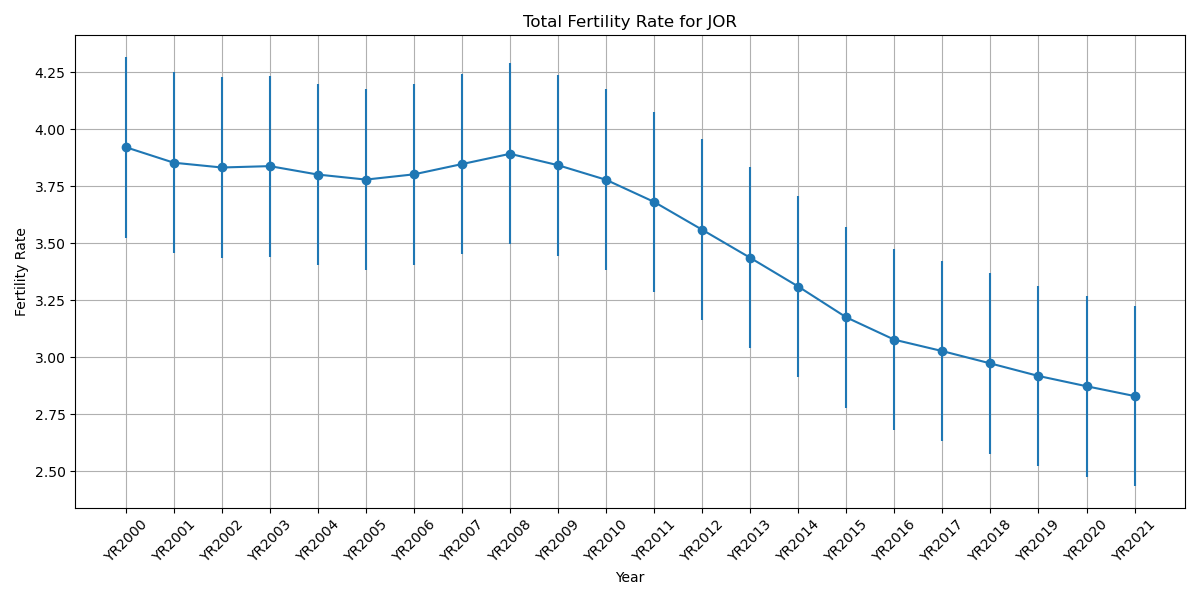 Total Fertility Rate for JOR
Fertility Rate
4.25
4.00
3.75
3.50
3.25
3.00
2.75
2.50
YR2000
YR2001
YR2002
YR2003
YR2004
YR2005
YR2006
YR2007
YR2008
YR2009
YR2010
YR2011
YR2012
YR2013
YR2014
YR2015
YR2016
YR2017
YR2018
YR2019
YR2020
YR2021
Year